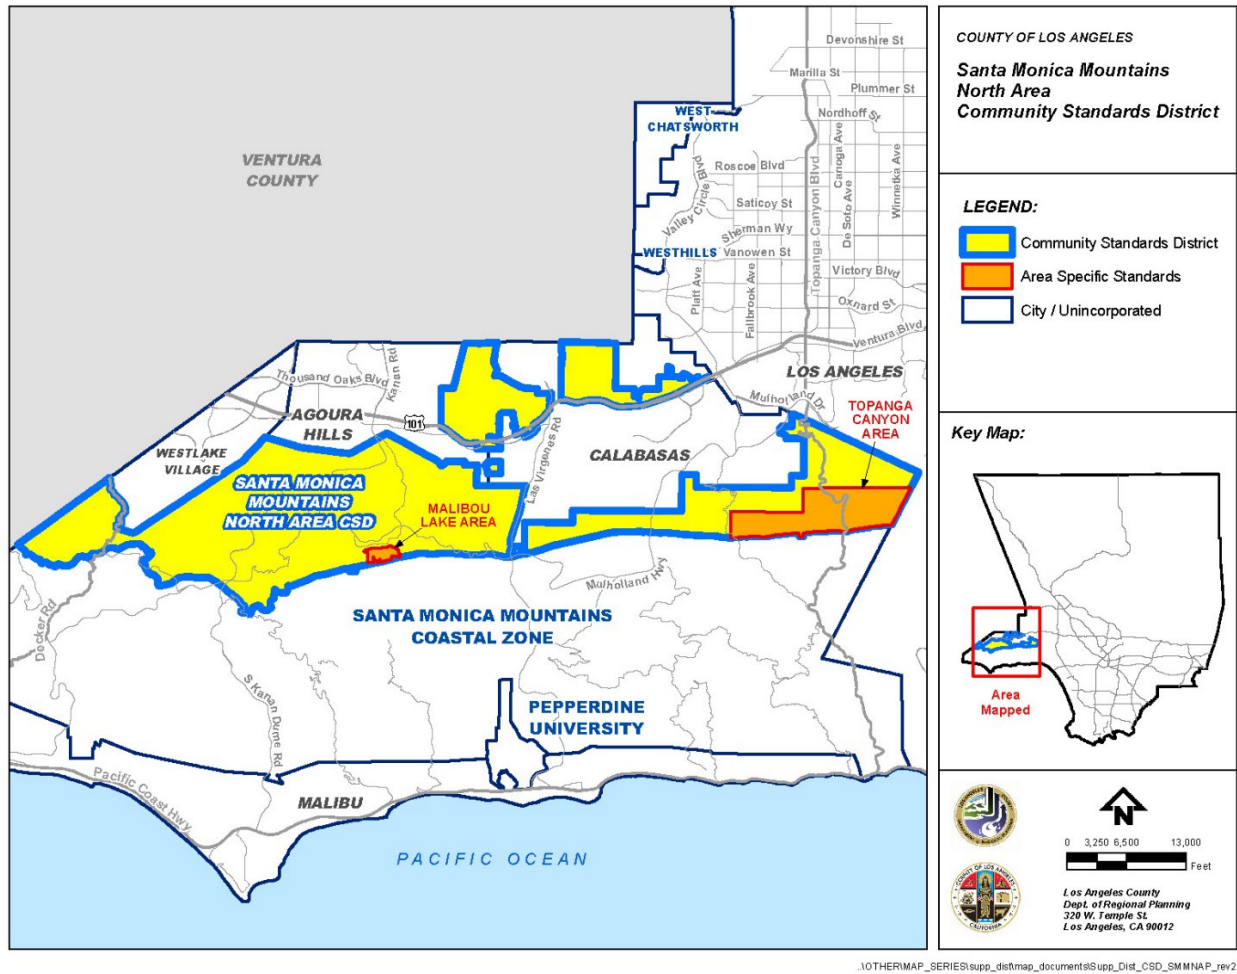 COUNTY OF LOS ANGELES
Santa Monica Mountains
North Area
Community Standards District
LEGEND:
Community Standards District
Area Specific Standards
City / Unincorporated
Key Map:
Area
Mapped
N
0 3,250 6,500 13,000
Feet
Los Angeles County
Dept. of Regional Planning
320 W. Temple St.
Los Angeles, CA 90012
VENTURA
COUNTY
WEST
CHATSWORTH
Devonshire St
Marilla St
Plummer St
Nordhoff St
Roscoe Blvd
Saticoy St
Sherman Wy
WESTHILLS
Vanowen St
Victory Blvd
Oxnard St
Ventura Blvd
Valley Circle Blvd
Topanga Canyon Blvd
Canoga Ave
De Soto Ave
Winnetka Ave
Platt Ave
Fallbrook Ave
LOS ANGELES
Mulholland Dr
TOPANGA
CANYON
AREA
Thousand Oaks Blvd
Kanan Rd
AGOURA
HILLS
101
WESTLAKE
VILLAGE
CALABASAS
Las Virgenes Rd
SANTA MONICA
MOUNTAINS
NORTH AREA CSD
MALIBOU
LAKE AREA
Mulholland Hwy
Decker Rd
SANTA MONICA MOUNTAINS
COASTAL ZONE
S Kanan Dume Rd
PEPPERDINE
UNIVERSITY
Pacific Coast Hwy
MALIBU
PACIFIC OCEAN
COUNTY OF LOS ANGELES
CALIFORNIA
..\OTHER\MAP_SERIES\supp_dist\map_documents\Supp_Dist_CSD_SMMNAP_rev2